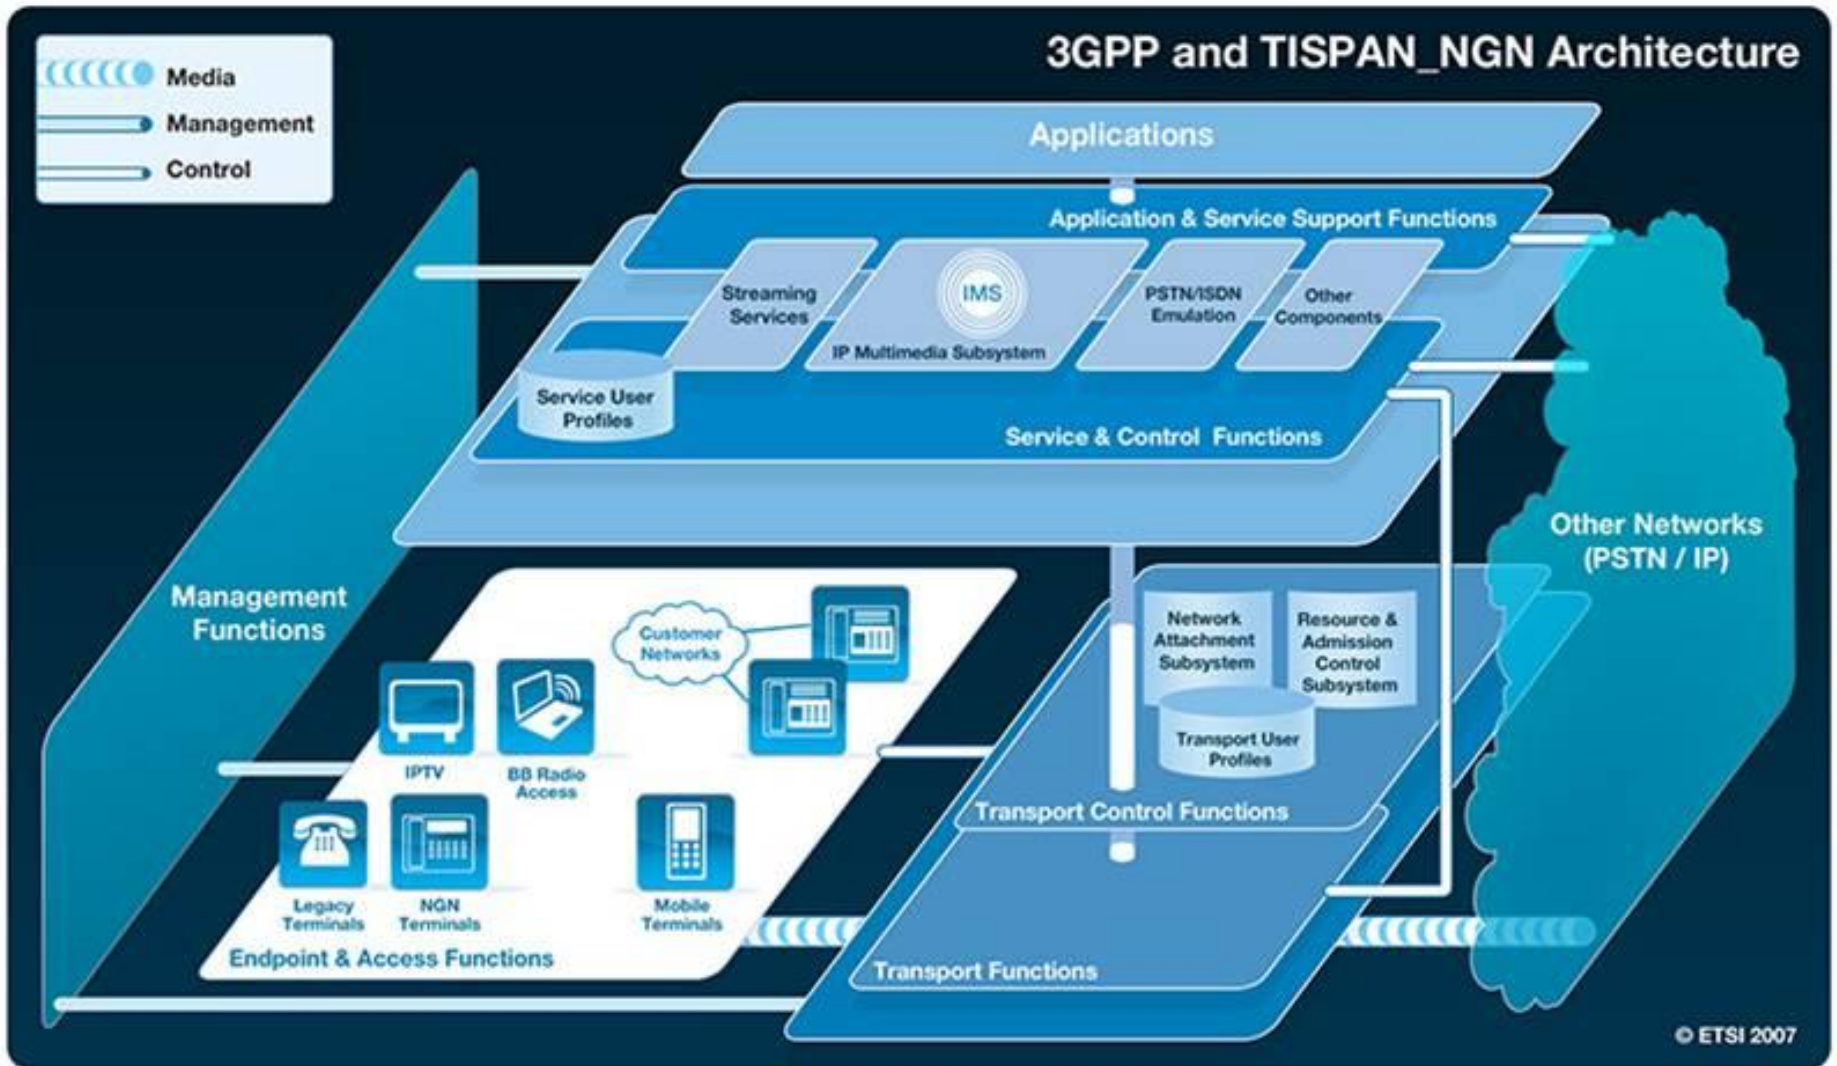 3GPP and TISPAN_NGN Architecture
Media
Management
Control
Applications
Application & Service Support Functions
Streaming
Services
IMS
IP Multimedia Subsystem
PSTN/ISDN
Emulation
Other
Components
Service User
Profiles
Service & Control Functions
Other Networks
(PSTN / IP)
Management
Functions
Customer
Networks
IPTV
BB Radio
Access
Legacy
Terminals
NGN
Terminals
Mobile
Terminals
Endpoint & Access Functions
Network
Attachment
Subsystem
Resource &
Admission
Control
Subsystem
Transport User
Profiles
Transport Control Functions
Transport Functions
© ETSI 2007